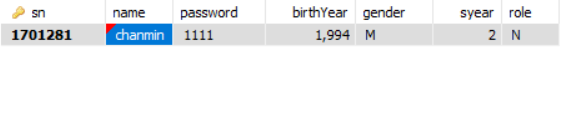 sn name password birthYear gender syear role
1701281 chanmin 1111 1,994 M 2 N